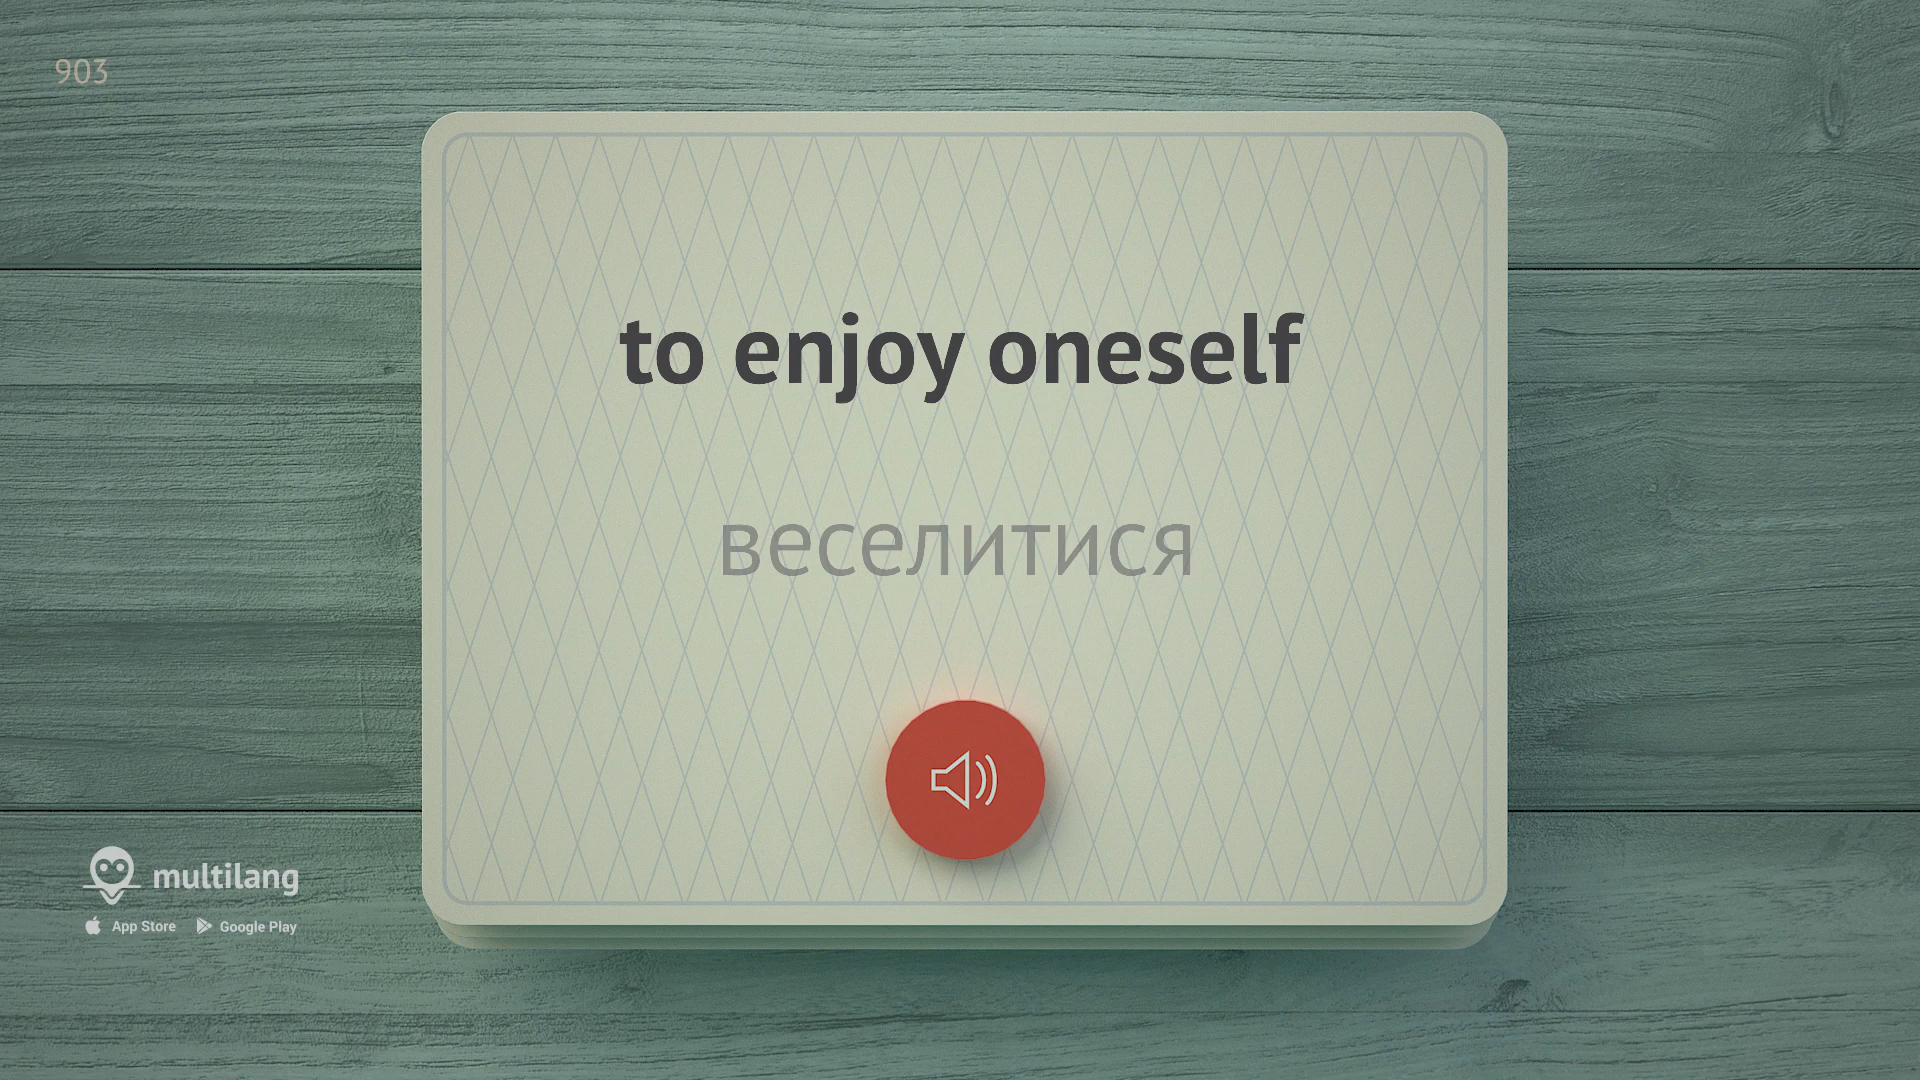 903
to enjoy oneself
веселитися
multilang
App Store Google Play